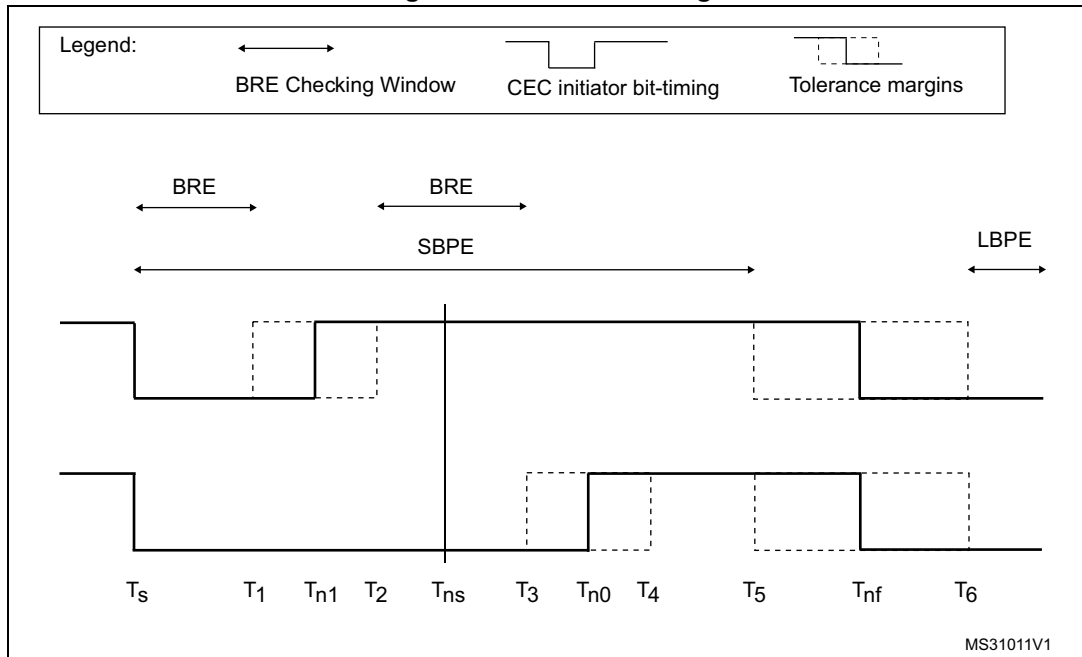 Legend:
BRE Checking Window
CEC initiator bit-timing
Tolerance margins
BRE
BRE
SBPE
LBPE
Ts
T1
Tn1
T2
Tns
T3
Tn0
T4
T5
Tnf
T6
MS31011V1